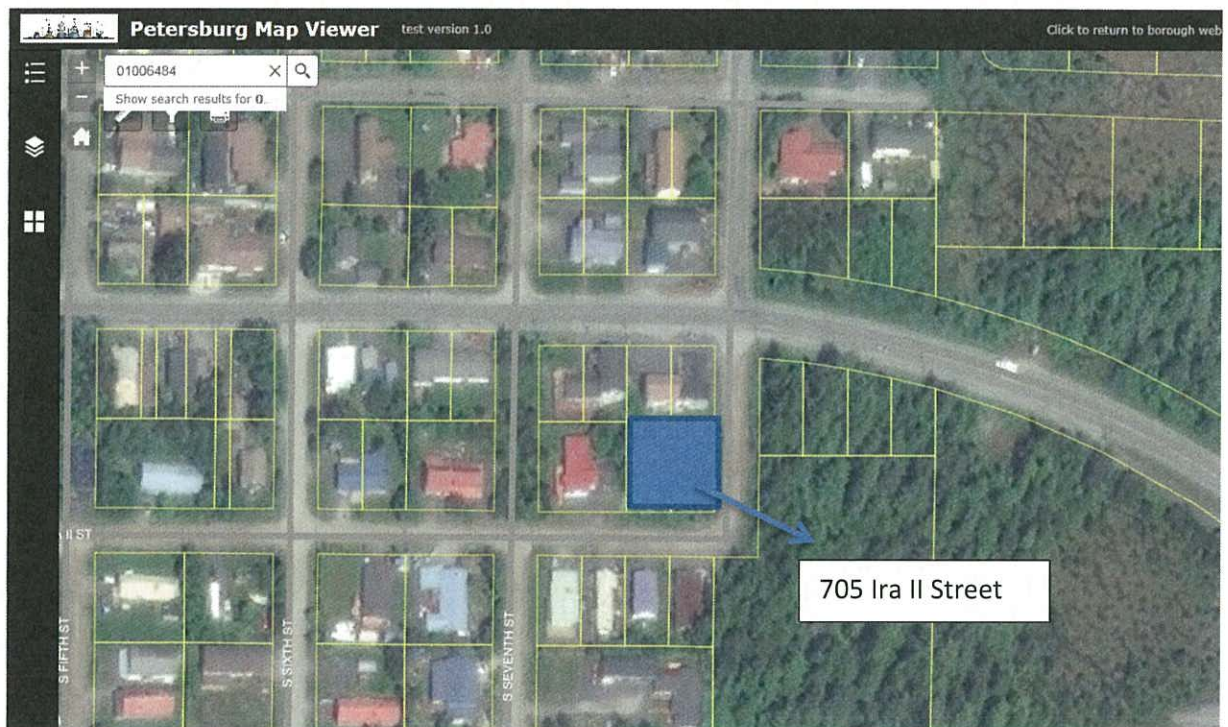 Petersburg Map Viewer test version 1.0
Click to return to borough web
01006484
Show search results for 0..
II ST
705 Ira II Street
S FIFTH ST
S SIXTH ST
S SEVENTH ST